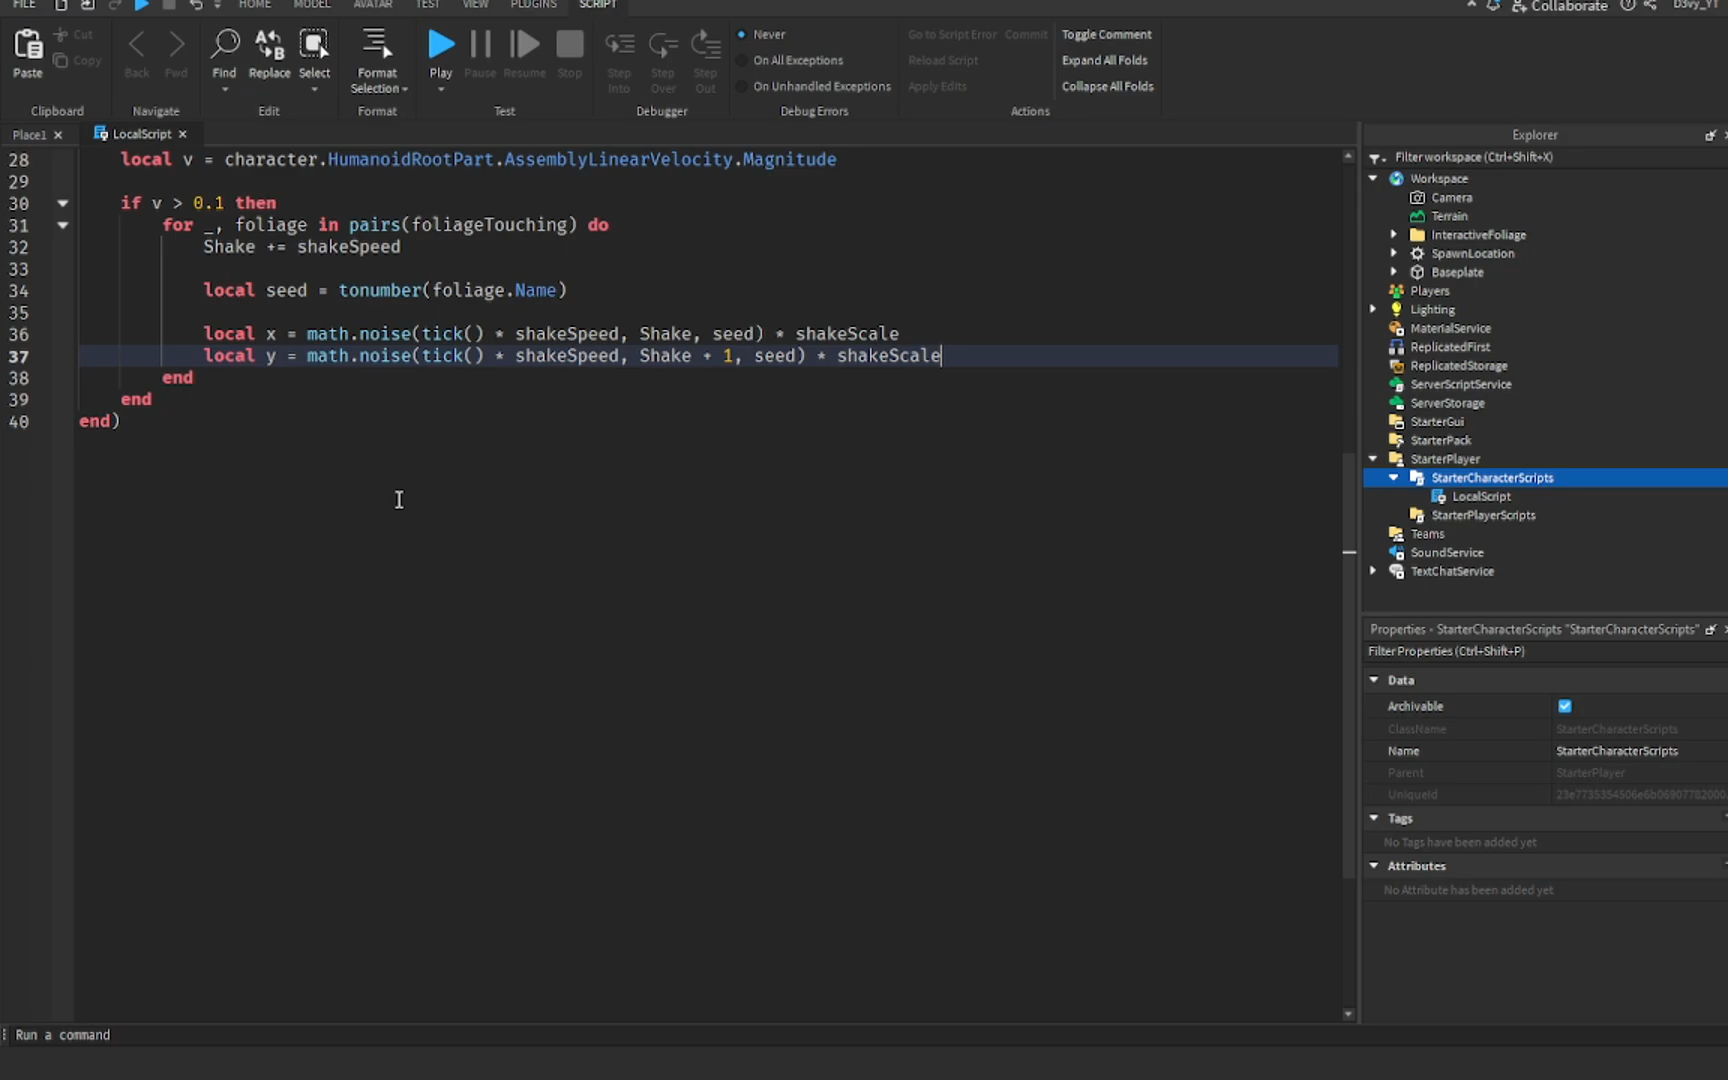 FILE HOME MODEL AVATAR TEST VIEW PLUGINS SCRIPT Collaborate D3vy_YT
Paste Cut Copy
Back Fwd
Find Replace Select
Format Selection
Play Pause Resume Stop
Step Into Step Over Step Out
Never
On All Exceptions
On Unhandled Exceptions
Go to Script Error Commit
Reload Script
Apply Edits
Toggle Comment
Expand All Folds
Collapse All Folds
Clipboard Navigate Edit Format Test Debugger Debug Errors Actions
Place1 LocalScript
28 local v = character.HumanoidRootPart.AssemblyLinearVelocity.Magnitude
29
30 if v > 0.1 then
31 for _, foliage in pairs(foliageTouching) do
32 Shake += shakeSpeed
33
34 local seed = tonumber(foliage.Name)
35
36 local x = math.noise(tick() * shakeSpeed, Shake, seed) * shakeScale
37 local y = math.noise(tick() * shakeSpeed, Shake + 1, seed) * shakeScale
38 end
39 end
40 end)
Run a command
Explorer
Filter workspace (Ctrl+Shift+X)
Workspace
Camera
Terrain
InteractiveFoliage
SpawnLocation
Baseplate
Players
Lighting
MaterialService
ReplicatedFirst
ReplicatedStorage
ServerScriptService
ServerStorage
StarterGui
StarterPack
StarterPlayer
StarterCharacterScripts
LocalScript
StarterPlayerScripts
Teams
SoundService
TextChatService
Properties - StarterCharacterScripts "StarterCharacterScripts"
Filter Properties (Ctrl+Shift+P)
Data
Archivable
ClassName StarterCharacterScripts
Name StarterCharacterScripts
Parent StarterPlayer
UniqueId
Tags
No Tags have been added yet
Attributes
No Attribute has been added yet